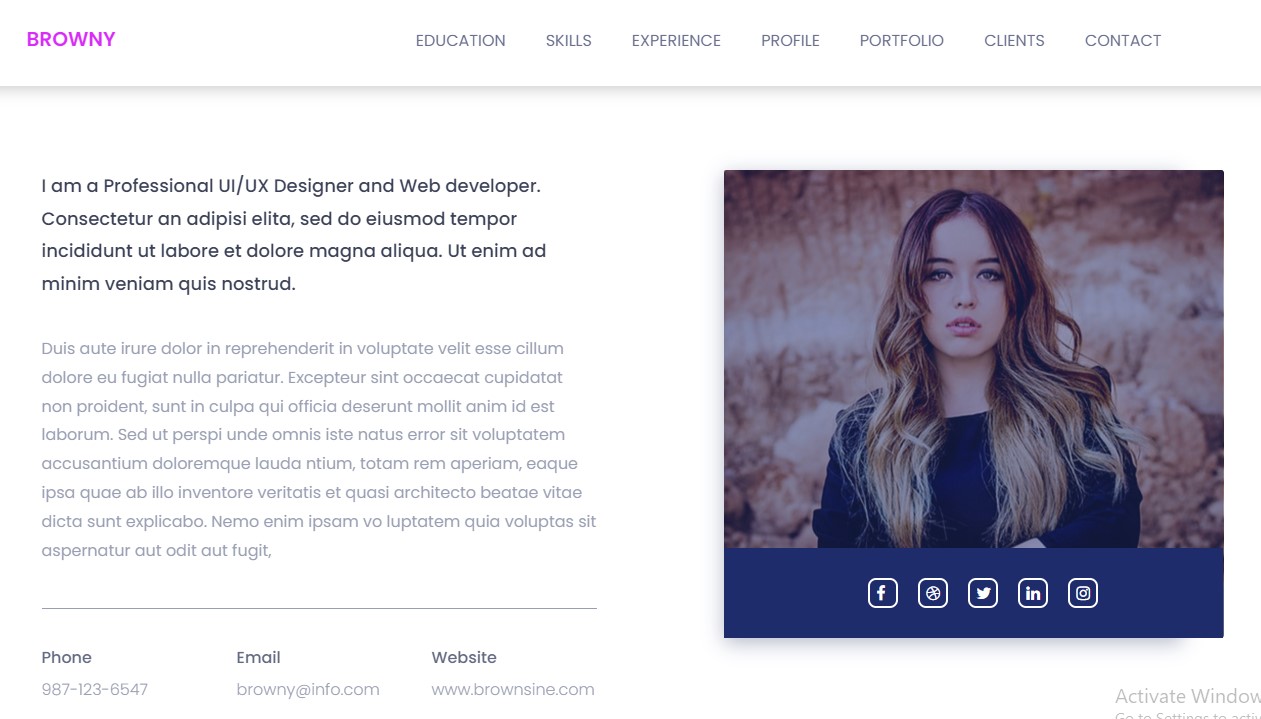 BROWNY
EDUCATION SKILLS EXPERIENCE PROFILE PORTFOLIO CLIENTS CONTACT
I am a Professional UI/UX Designer and Web developer.
Consectetur an adipisi elita, sed do eiusmod tempor
incididunt ut labore et dolore magna aliqua. Ut enim ad
minim veniam quis nostrud.
Duis aute irure dolor in reprehenderit in voluptate velit esse cillum
dolore eu fugiat nulla pariatur. Excepteur sint occaecat cupidatat
non proident, sunt in culpa qui officia deserunt mollit anim id est
laborum. Sed ut perspi unde omnis iste natus error sit voluptatem
accusantium doloremque lauda ntium, totam rem aperiam, eaque
ipsa quae ab illo inventore veritatis et quasi architecto beatae vitae
dicta sunt explicabo. Nemo enim ipsam vo luptatem quia voluptas sit
aspernatur aut odit aut fugit,
Phone Email Website
987-123-6547 browny@info.com www.brownsine.com
Activate Window
Go to Settings to activ